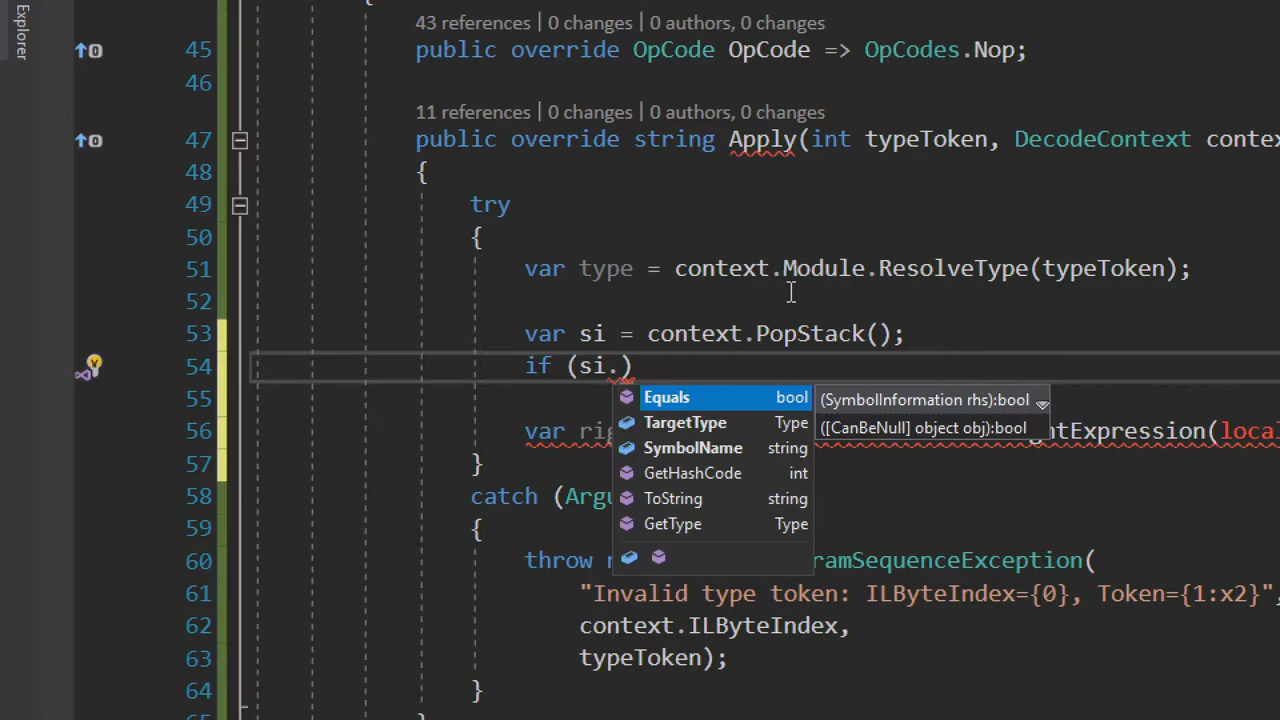 Explorer
43 references | 0 changes | 0 authors, 0 changes
45 public override OpCode OpCode => OpCodes.Nop;
46
11 references | 0 changes | 0 authors, 0 changes
47 public override string Apply(int typeToken, DecodeContext contex
48 {
49 try
50 {
51 var type = context.Module.ResolveType(typeToken);
52
53 var si = context.PopStack();
54 if (si.)
Equals bool (SymbolInformation rhs):bool
55
TargetType Type ([CanBeNull] object obj):bool
56 var rig ghtExpression(local
SymbolName string
57 }
GetHashCode int
58 catch (Argu
ToString string
59 {
GetType Type
60 throw n ramSequenceException(
61 "Invalid type token: ILByteIndex={0}, Token={1:x2}",
62 context.ILByteIndex,
63 typeToken);
64 }
65 }